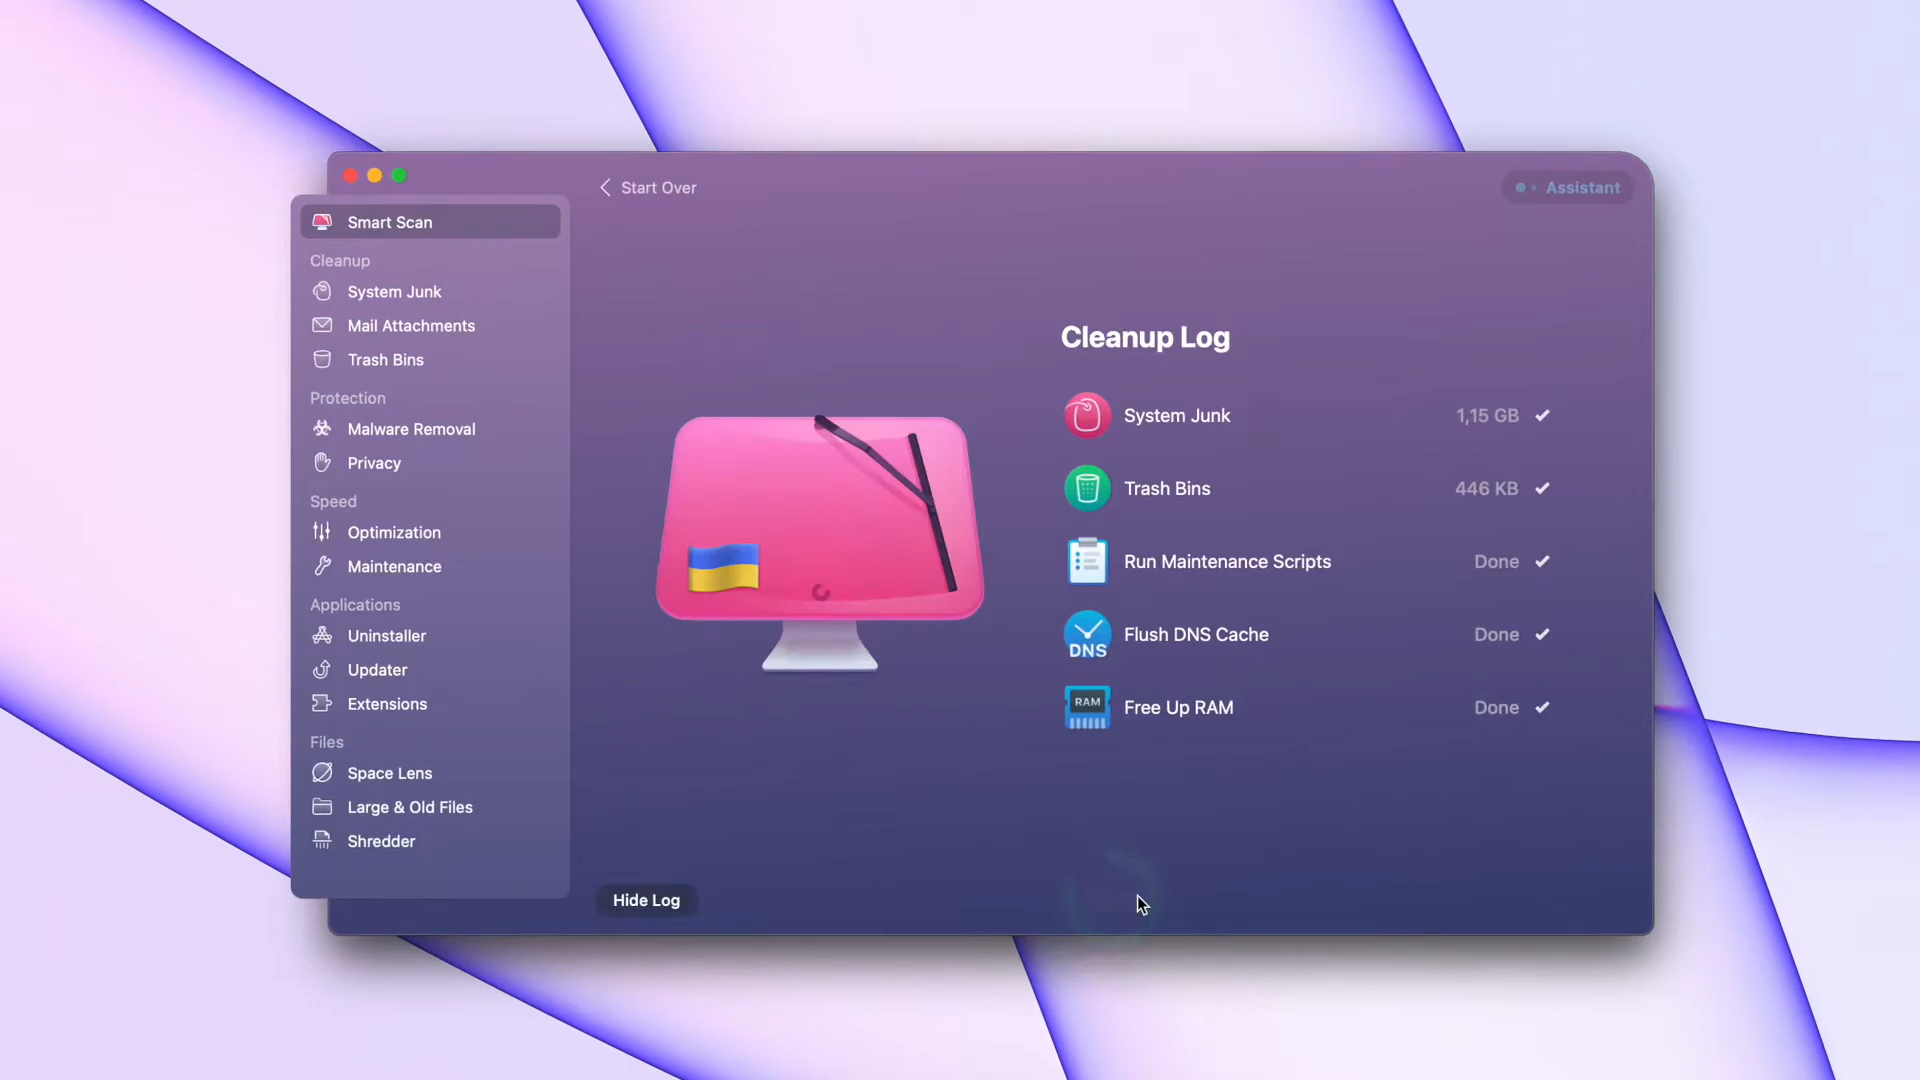 Start Over
Assistant
Smart Scan
Cleanup
System Junk
Mail Attachments
Trash Bins
Protection
Malware Removal
Privacy
Speed
Optimization
Maintenance
Applications
Uninstaller
Updater
Extensions
Files
Space Lens
Large & Old Files
Shredder
Cleanup Log
System Junk 1,15 GB
Trash Bins 446 KB
Run Maintenance Scripts Done
DNS Flush DNS Cache Done
RAM Free Up RAM Done
Hide Log